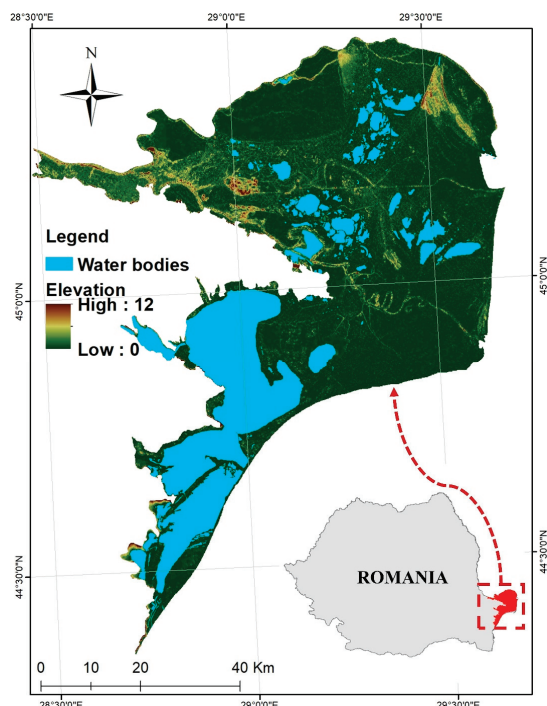 28°30'0"E 29°0'0"E 29°30'0"E
N
Legend
Water bodies
Elevation
High : 12
Low : 0
45°0'0"N
45°0'0"N
44°30'0"N
44°30'0"N
ROMANIA
0 10 20 40 Km
28°30'0"E 29°0'0"E 29°30'0"E